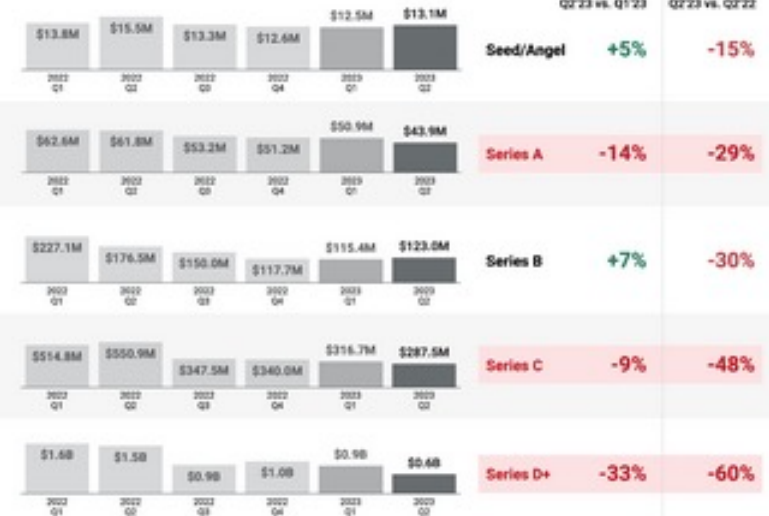 Q2'23 vs. Q1'23 Q2'23 vs. Q2'22
$13.8M $15.5M $13.3M $12.6M $12.5M $13.1M
Seed/Angel +5% -15%
2022 2022 2022 2022 2023 2023
Q1 Q2 Q3 Q4 Q1 Q2
$62.6M $61.8M $53.2M $51.2M $50.9M $43.9M
Series A -14% -29%
2022 2022 2022 2022 2023 2023
Q1 Q2 Q3 Q4 Q1 Q2
$227.1M $176.5M $150.0M $117.7M $115.4M $123.0M
Series B +7% -30%
2022 2022 2022 2022 2023 2023
Q1 Q2 Q3 Q4 Q1 Q2
$514.8M $550.9M $347.5M $340.0M $316.7M $287.5M
Series C -9% -48%
2022 2022 2022 2022 2023 2023
Q1 Q2 Q3 Q4 Q1 Q2
$1.6B $1.5B $0.9B $1.0B $0.9B $0.6B
Series D+ -33% -60%
2022 2022 2022 2022 2023 2023
Q1 Q2 Q3 Q4 Q1 Q2